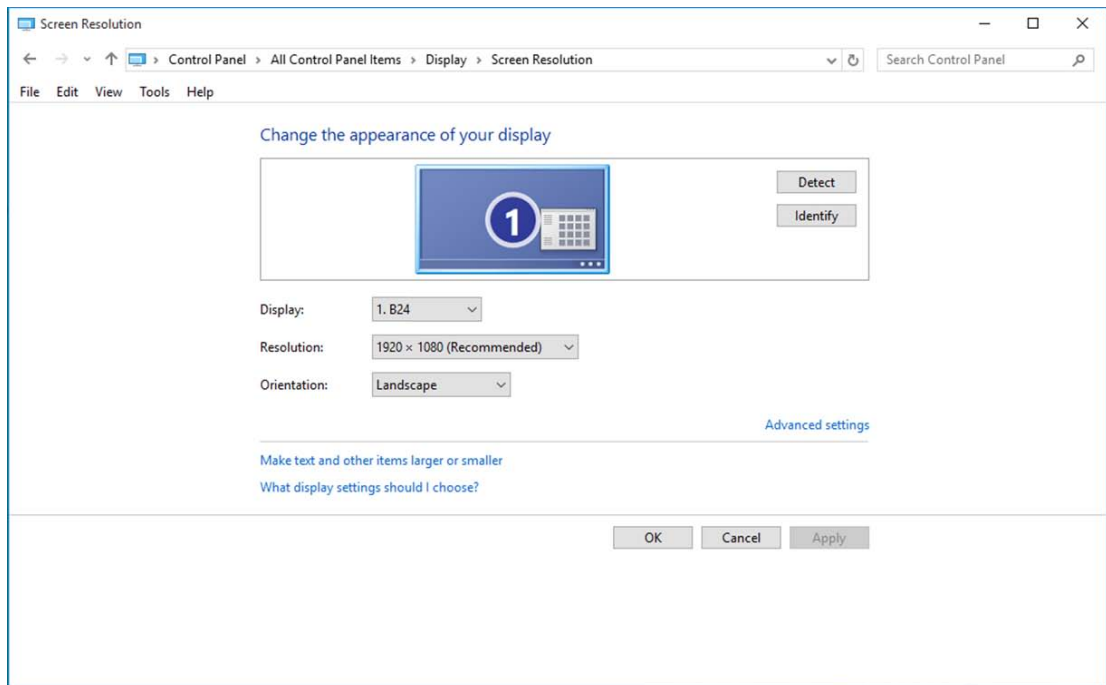 Screen Resolution
Control Panel > All Control Panel Items > Display > Screen Resolution
Search Control Panel
File Edit View Tools Help
Change the appearance of your display
1
Detect
Identify
Display: 1. B24
Resolution: 1920 × 1080 (Recommended)
Orientation: Landscape
Advanced settings
Make text and other items larger or smaller
What display settings should I choose?
OK Cancel Apply